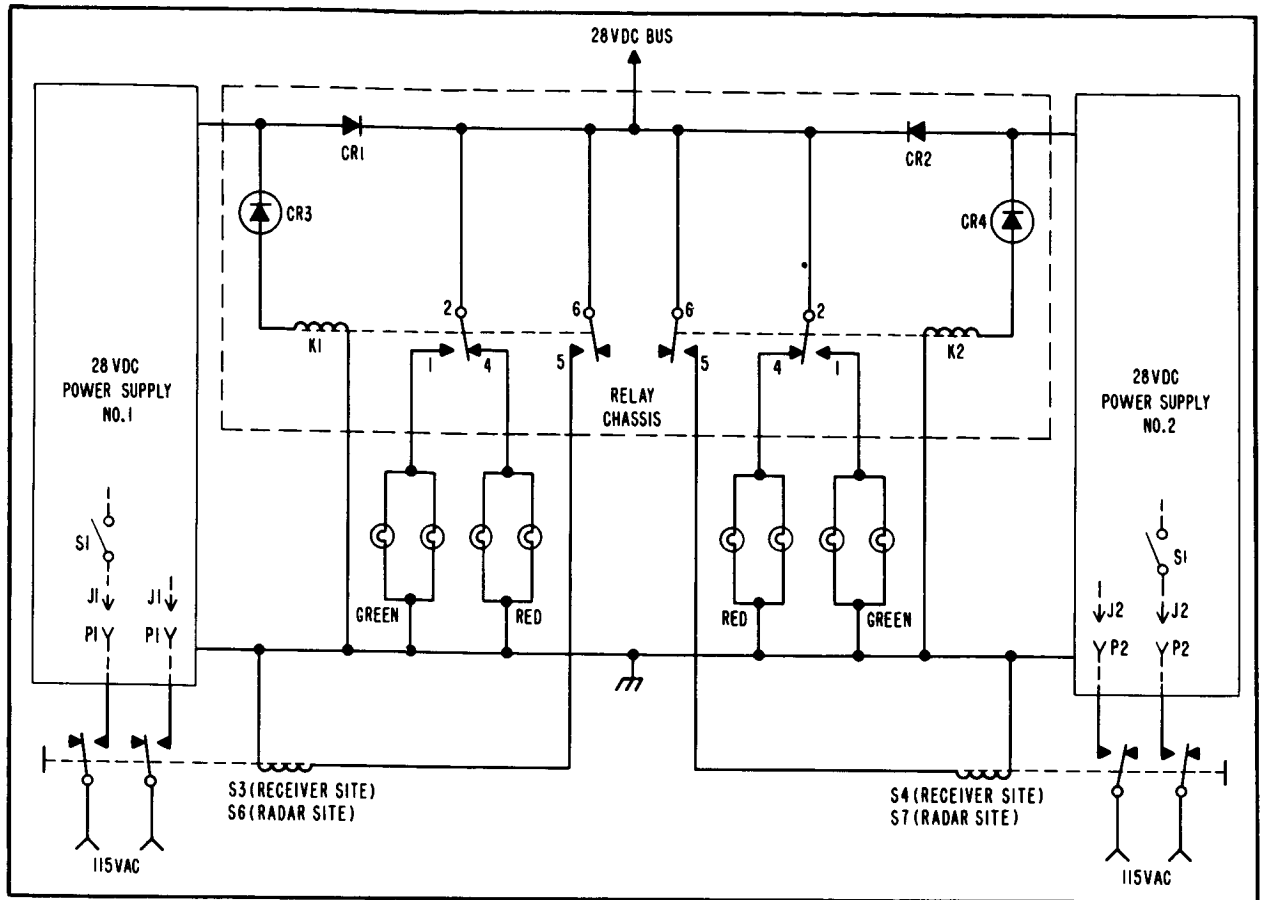 28VDC BUS
CR1
CR2
CR3
CR4
2
6
6
2
K1
K2
1
4
5
5
4
1
RELAY
CHASSIS
28 VDC
POWER SUPPLY
NO.1
28VDC
POWER SUPPLY
NO.2
S1
S1
J1
J1
J2
J2
P1
P1
P2
P2
GREEN
RED
RED
GREEN
S3 (RECEIVER SITE)
S6 (RADAR SITE)
S4 (RECEIVER SITE)
S7 (RADAR SITE)
115VAC
115VAC